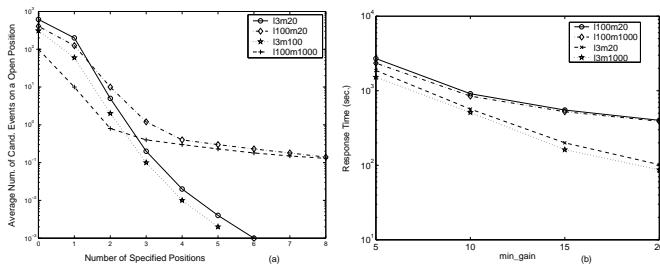 Average Num. of Cand. Events on a Open Position
10³
10²
10¹
10⁰
10⁻¹
10⁻²
10⁻³
0 1 2 3 4 5 6 7 8
Number of Specified Positions
(a)
l3m20
l100m20
l3m100
l100m1000
Response Time (sec.)
10⁴
10³
10²
10¹
5 10 15 20
min_gain
(b)
l100m20
l100m1000
l3m20
l3m1000